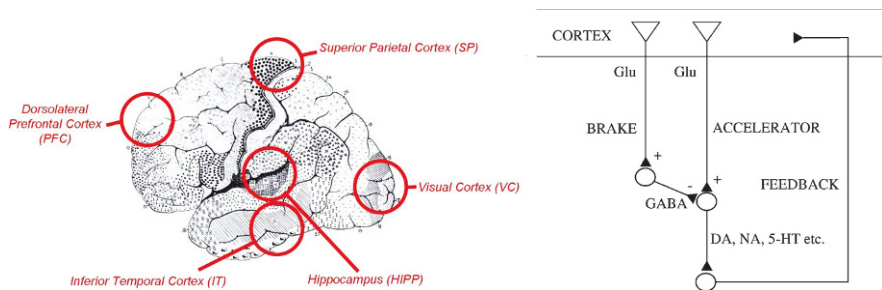 Superior Parietal Cortex (SP)
Dorsolateral
Prefrontal Cortex
(PFC)
Visual Cortex (VC)
Inferior Temporal Cortex (IT)
Hippocampus (HIPP)
CORTEX
Glu
Glu
BRAKE
ACCELERATOR
+
+
-
FEEDBACK
GABA
DA, NA, 5-HT etc.